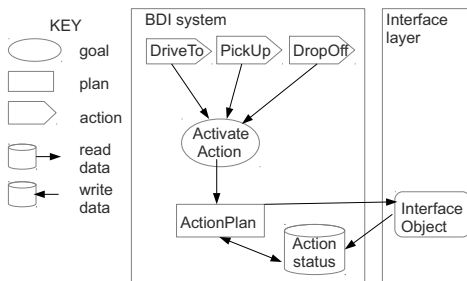 KEY
goal
plan
action
read
data
write
data
BDI system
DriveTo
PickUp
DropOff
Activate
Action
ActionPlan
Action
status
Interface
layer
Interface
Object